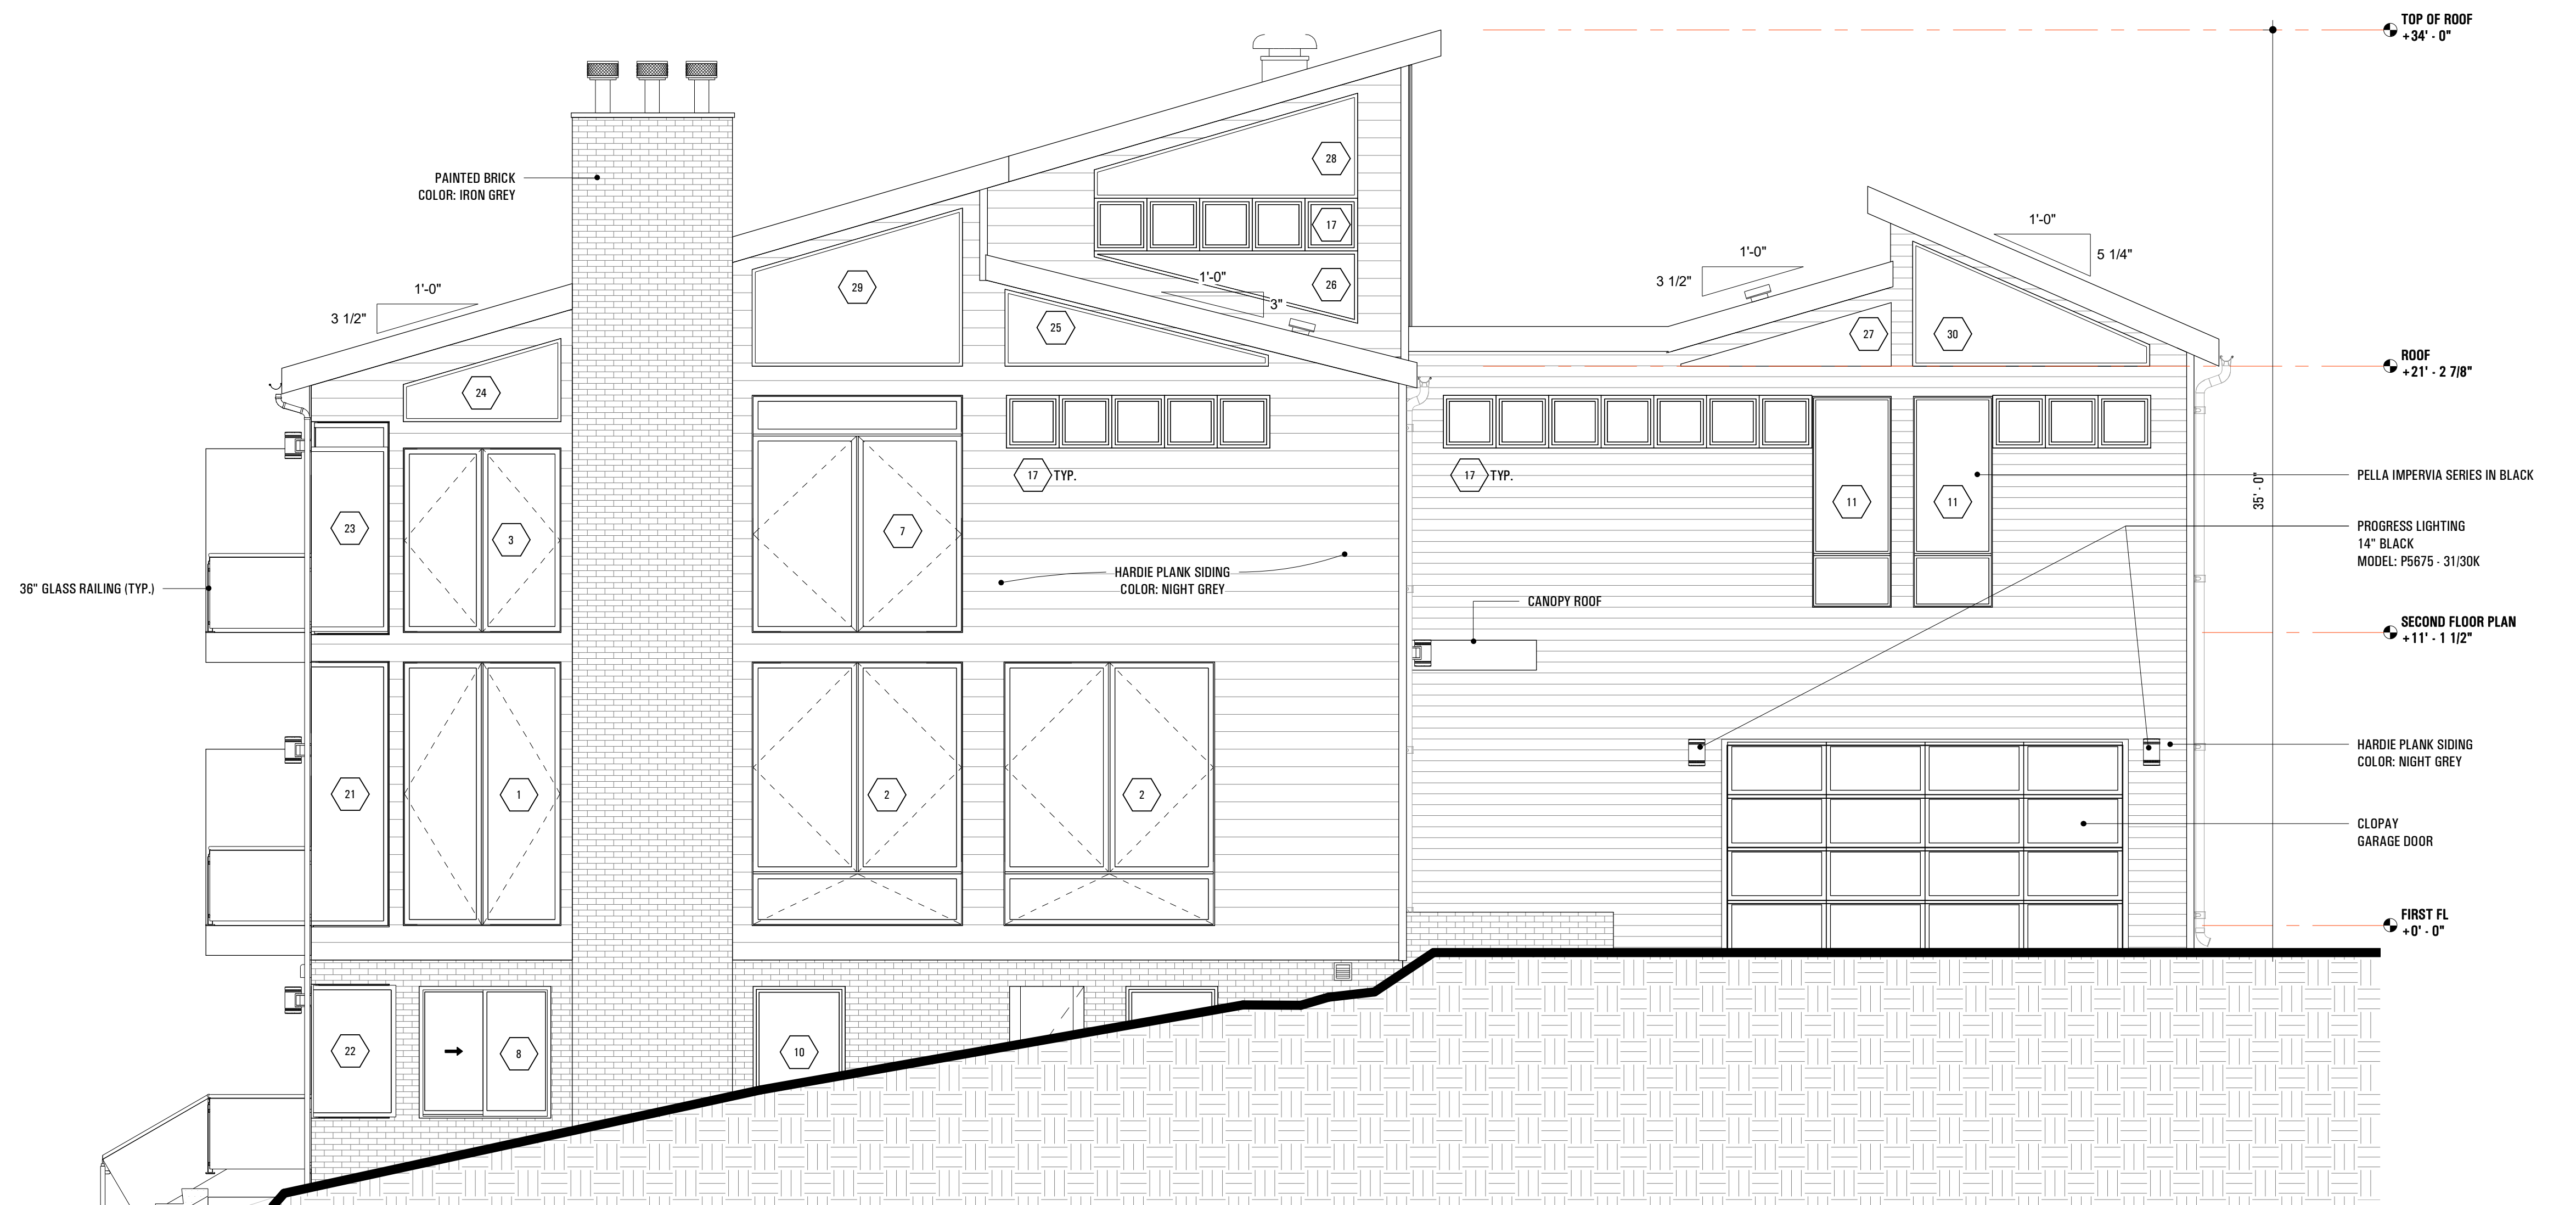 TOP OF ROOF
+34' - 0"
PAINTED BRICK
COLOR: IRON GREY
28
17
26
29
25
24
1'-0"
3 1/2"
1'-0"
3"
1'-0"
3 1/2"
1'-0"
5 1/4"
27
30
ROOF
+21' - 2 7/8"
17 TYP.
17 TYP.
35' - 0"
PELLA IMPERVIA SERIES IN BLACK
23
3
7
11
11
PROGRESS LIGHTING
14" BLACK
MODEL: P5675 - 31/30K
36" GLASS RAILING (TYP.)
HARDIE PLANK SIDING
COLOR: NIGHT GREY
CANOPY ROOF
SECOND FLOOR PLAN
+11' - 1 1/2"
HARDIE PLANK SIDING
COLOR: NIGHT GREY
21
1
2
2
CLOPAY
GARAGE DOOR
FIRST FL
+0' - 0"
22
8
10